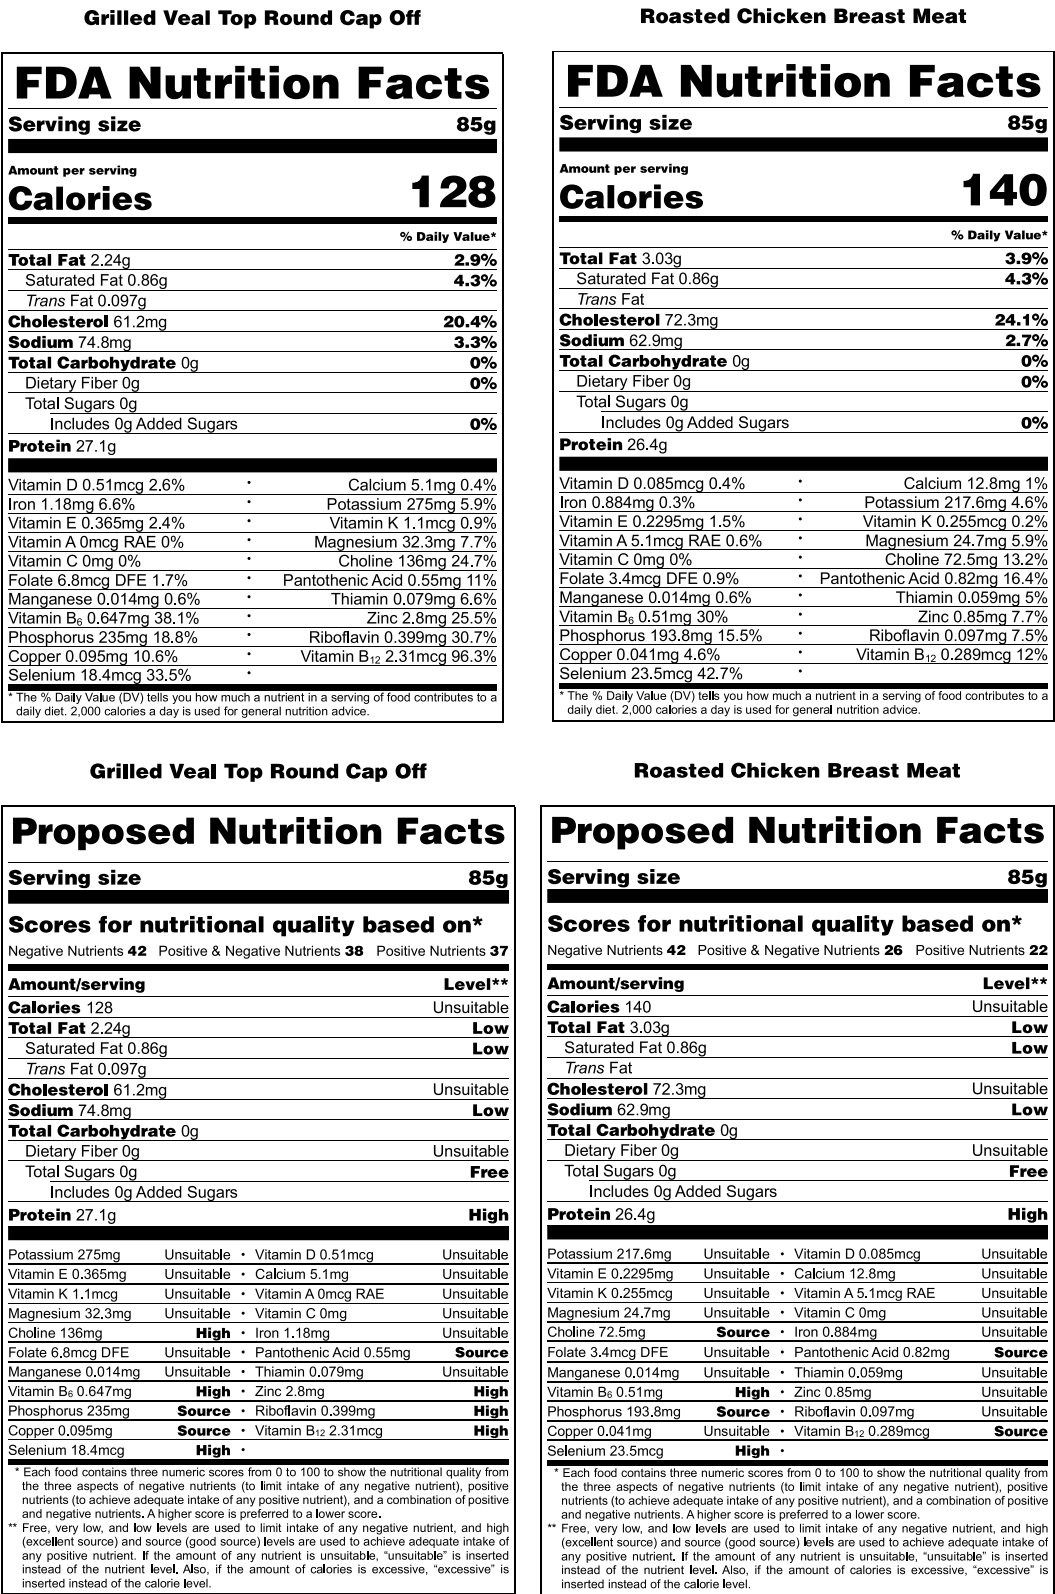 Grilled Veal Top Round Cap Off
FDA Nutrition Facts
Serving size 85g
Amount per serving
Calories 128
% Daily Value*
Total Fat 2.24g 2.9%
Saturated Fat 0.86g 4.3%
Trans Fat 0.097g
Cholesterol 61.2mg 20.4%
Sodium 74.8mg 3.3%
Total Carbohydrate 0g 0%
Dietary Fiber 0g 0%
Total Sugars 0g
Includes 0g Added Sugars 0%
Protein 27.1g
Vitamin D 0.51mcg 2.6% • Calcium 5.1mg 0.4%
Iron 1.18mg 6.6% • Potassium 275mg 5.9%
Vitamin E 0.365mg 2.4% • Vitamin K 1.1mcg 0.9%
Vitamin A 0mcg RAE 0% • Magnesium 32.3mg 7.7%
Vitamin C 0mg 0% • Choline 136mg 24.7%
Folate 6.8mcg DFE 1.7% • Pantothenic Acid 0.55mg 11%
Manganese 0.014mg 0.6% • Thiamin 0.079mg 6.6%
Vitamin B₆ 0.647mg 38.1% • Zinc 2.8mg 25.5%
Phosphorus 235mg 18.8% • Riboflavin 0.399mg 30.7%
Copper 0.095mg 10.6% • Vitamin B₁₂ 2.31mcg 96.3%
Selenium 18.4mcg 33.5% •
* The % Daily Value (DV) tells you how much a nutrient in a serving of food contributes to a
daily diet. 2,000 calories a day is used for general nutrition advice.
Roasted Chicken Breast Meat
FDA Nutrition Facts
Serving size 85g
Amount per serving
Calories 140
% Daily Value*
Total Fat 3.03g 3.9%
Saturated Fat 0.86g 4.3%
Trans Fat
Cholesterol 72.3mg 24.1%
Sodium 62.9mg 2.7%
Total Carbohydrate 0g 0%
Dietary Fiber 0g 0%
Total Sugars 0g
Includes 0g Added Sugars 0%
Protein 26.4g
Vitamin D 0.085mcg 0.4% • Calcium 12.8mg 1%
Iron 0.884mg 0.3% • Potassium 217.6mg 4.6%
Vitamin E 0.2295mg 1.5% • Vitamin K 0.255mcg 0.2%
Vitamin A 5.1mcg RAE 0.6% • Magnesium 24.7mg 5.9%
Vitamin C 0mg 0% • Choline 72.5mg 13.2%
Folate 3.4mcg DFE 0.9% • Pantothenic Acid 0.82mg 16.4%
Manganese 0.014mg 0.6% • Thiamin 0.059mg 5%
Vitamin B₆ 0.51mg 30% • Zinc 0.85mg 7.7%
Phosphorus 193.8mg 15.5% • Riboflavin 0.097mg 7.5%
Copper 0.041mg 4.6% • Vitamin B₁₂ 0.289mcg 12%
Selenium 23.5mcg 42.7% •
* The % Daily Value (DV) tells you how much a nutrient in a serving of food contributes to a
daily diet. 2,000 calories a day is used for general nutrition advice.
Grilled Veal Top Round Cap Off
Proposed Nutrition Facts
Serving size 85g
Scores for nutritional quality based on*
Negative Nutrients 42 Positive & Negative Nutrients 38 Positive Nutrients 37
Amount/serving Level**
Calories 128 Unsuitable
Total Fat 2.24g Low
Saturated Fat 0.86g Low
Trans Fat 0.097g
Cholesterol 61.2mg Unsuitable
Sodium 74.8mg Low
Total Carbohydrate 0g
Dietary Fiber 0g Unsuitable
Total Sugars 0g Free
Includes 0g Added Sugars
Protein 27.1g High
Potassium 275mg Unsuitable • Vitamin D 0.51mcg Unsuitable
Vitamin E 0.365mg Unsuitable • Calcium 5.1mg Unsuitable
Vitamin K 1.1mcg Unsuitable • Vitamin A 0mcg RAE Unsuitable
Magnesium 32.3mg Unsuitable • Vitamin C 0mg Unsuitable
Choline 136mg High • Iron 1.18mg Unsuitable
Folate 6.8mcg DFE Unsuitable • Pantothenic Acid 0.55mg Source
Manganese 0.014mg Unsuitable • Thiamin 0.079mg Unsuitable
Vitamin B₆ 0.647mg High • Zinc 2.8mg High
Phosphorus 235mg Source • Riboflavin 0.399mg High
Copper 0.095mg Source • Vitamin B₁₂ 2.31mcg High
Selenium 18.4mcg High •
* Each food contains three numeric scores from 0 to 100 to show the nutritional quality from
the three aspects of negative nutrients (to limit intake of any negative nutrient), positive
nutrients (to achieve adequate intake of any positive nutrient), and a combination of positive
and negative nutrients. A higher score is preferred to a lower score.
** Free, very low, and low levels are used to limit intake of any negative nutrient, and high
(excellent source) and source (good source) levels are used to achieve adequate intake of
any positive nutrient. If the amount of any nutrient is unsuitable, “unsuitable” is inserted
instead of the nutrient level. Also, if the amount of calories is excessive, “excessive” is
inserted instead of the calorie level.
Roasted Chicken Breast Meat
Proposed Nutrition Facts
Serving size 85g
Scores for nutritional quality based on*
Negative Nutrients 42 Positive & Negative Nutrients 26 Positive Nutrients 22
Amount/serving Level**
Calories 140 Unsuitable
Total Fat 3.03g Low
Saturated Fat 0.86g Low
Trans Fat
Cholesterol 72.3mg Unsuitable
Sodium 62.9mg Low
Total Carbohydrate 0g
Dietary Fiber 0g Unsuitable
Total Sugars 0g Free
Includes 0g Added Sugars
Protein 26.4g High
Potassium 217.6mg Unsuitable • Vitamin D 0.085mcg Unsuitable
Vitamin E 0.2295mg Unsuitable • Calcium 12.8mg Unsuitable
Vitamin K 0.255mcg Unsuitable • Vitamin A 5.1mcg RAE Unsuitable
Magnesium 24.7mg Unsuitable • Vitamin C 0mg Unsuitable
Choline 72.5mg Source • Iron 0.884mg Unsuitable
Folate 3.4mcg DFE Unsuitable • Pantothenic Acid 0.82mg Source
Manganese 0.014mg Unsuitable • Thiamin 0.059mg Unsuitable
Vitamin B₆ 0.51mg High • Zinc 0.85mg Unsuitable
Phosphorus 193.8mg Source • Riboflavin 0.097mg Unsuitable
Copper 0.041mg Unsuitable • Vitamin B₁₂ 0.289mcg Source
Selenium 23.5mcg High •
* Each food contains three numeric scores from 0 to 100 to show the nutritional quality from
the three aspects of negative nutrients (to limit intake of any negative nutrient), positive
nutrients (to achieve adequate intake of any positive nutrient), and a combination of positive
and negative nutrients. A higher score is preferred to a lower score.
** Free, very low, and low levels are used to limit intake of any negative nutrient, and high
(excellent source) and source (good source) levels are used to achieve adequate intake of
any positive nutrient. If the amount of any nutrient is unsuitable, “unsuitable” is inserted
instead of the nutrient level. Also, if the amount of calories is excessive, “excessive” is
inserted instead of the calorie level.